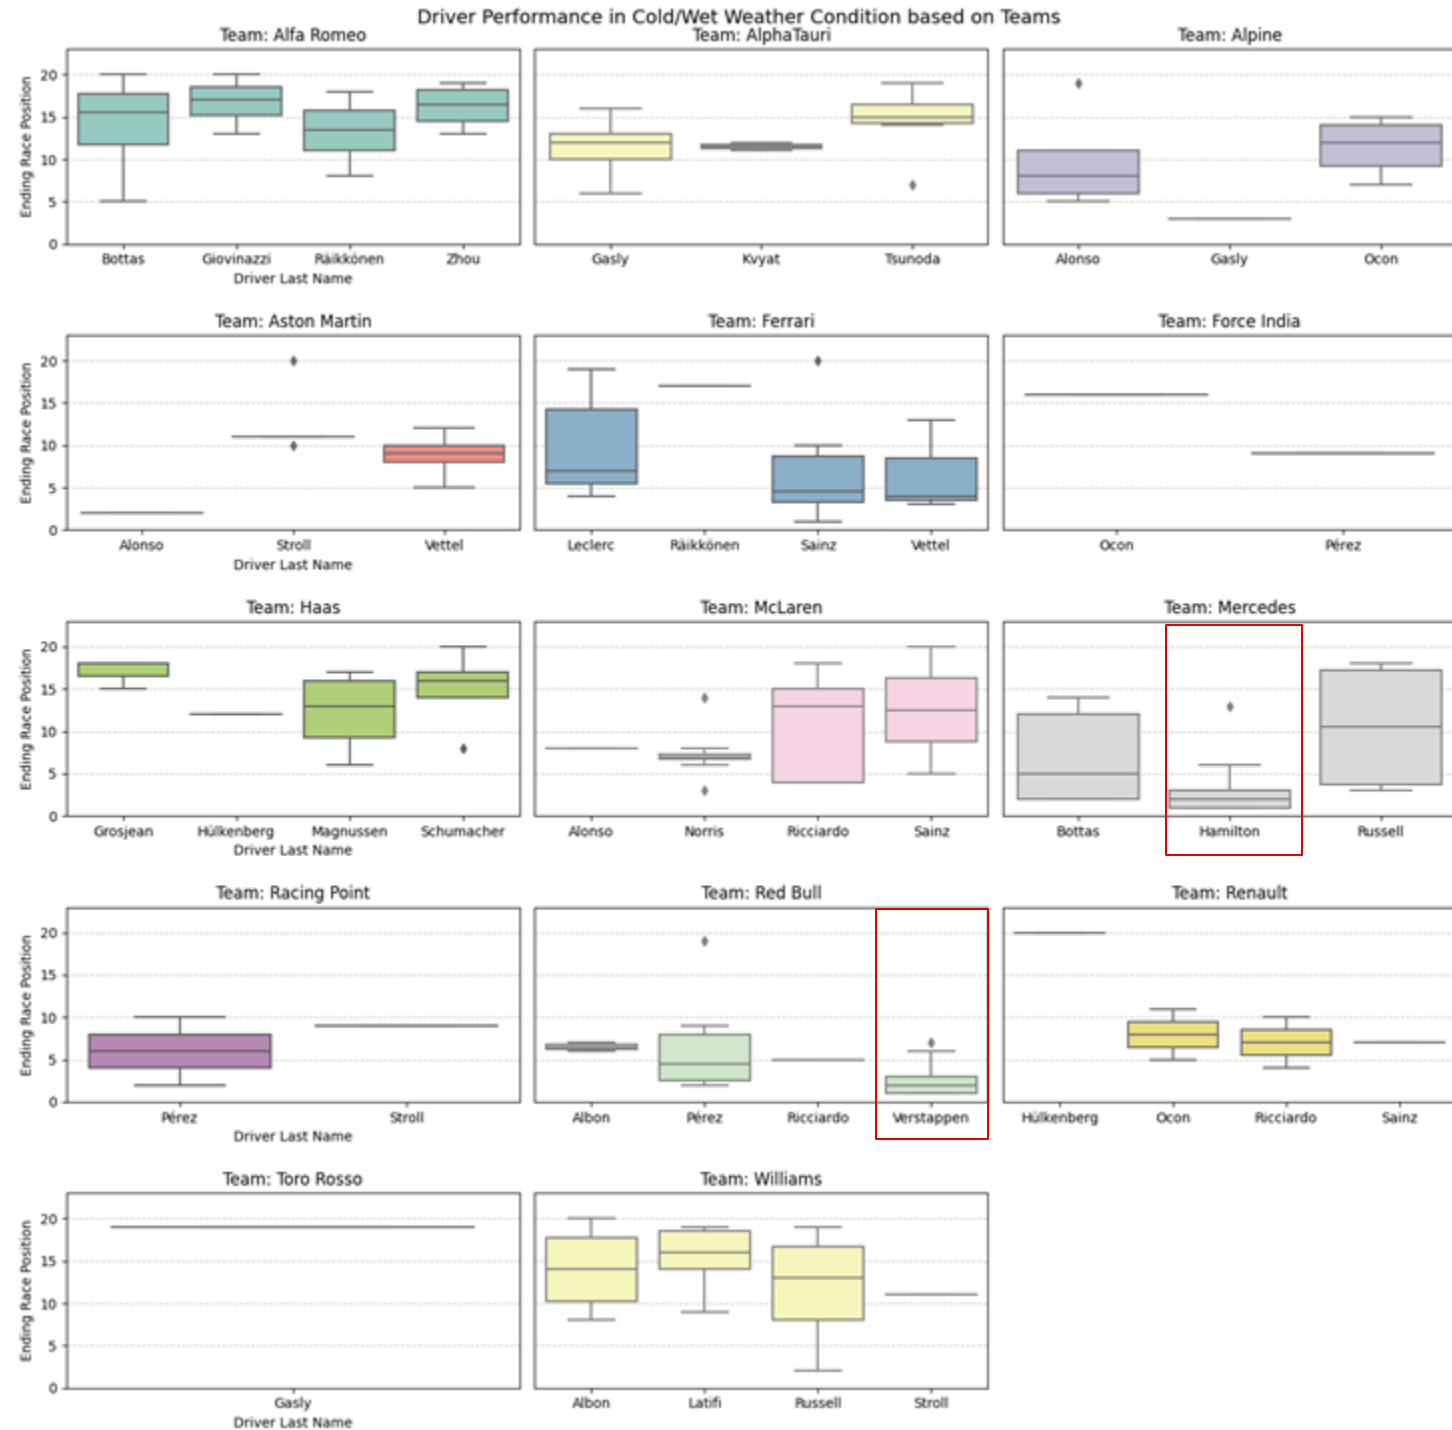 Driver Performance in Cold/Wet Weather Condition based on Teams
Team: Alfa Romeo
Team: AlphaTauri
Team: Alpine
Ending Race Position
20
15
10
5
0
Bottas Giovinazzi Räikkönen Zhou
Gasly Kvyat Tsunoda
Alonso Gasly Ocon
Driver Last Name
Team: Aston Martin
Team: Ferrari
Team: Force India
Ending Race Position
20
15
10
5
0
Alonso Stroll Vettel
Leclerc Räikkönen Sainz Vettel
Ocon Pérez
Driver Last Name
Team: Haas
Team: McLaren
Team: Mercedes
Ending Race Position
20
15
10
5
0
Grosjean Hülkenberg Magnussen Schumacher
Alonso Norris Ricciardo Sainz
Bottas Hamilton Russell
Driver Last Name
Team: Racing Point
Team: Red Bull
Team: Renault
Ending Race Position
20
15
10
5
0
Pérez Stroll
Albon Pérez Ricciardo Verstappen
Hülkenberg Ocon Ricciardo Sainz
Driver Last Name
Team: Toro Rosso
Team: Williams
Ending Race Position
20
15
10
5
0
Gasly
Albon Latifi Russell Stroll
Driver Last Name